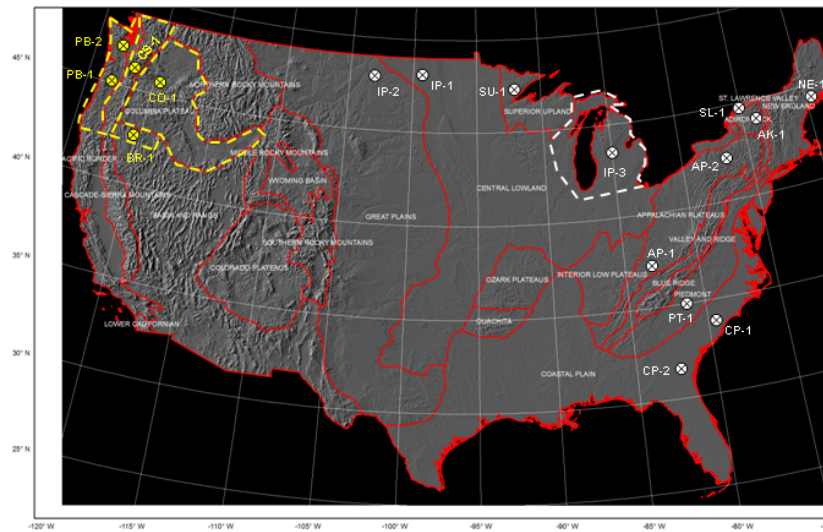 45° N
40° N
35° N
30° N
25° N
-120° W
-115° W
-110° W
-105° W
-100° W
-95° W
-90° W
-85° W
-80° W
PB-2
CS-1
PB-1
CO-1
BR-1
IP-2
IP-1
SU-1
IP-3
NE-1
SL-1
AK-1
AP-2
AP-1
PT-1
CP-1
CP-2
NORTHERN ROCKY MOUNTAINS
COLUMBIA PLATEAU
PACIFIC BORDER
MIDDLE ROCKY MOUNTAINS
WYOMING BASIN
CASCADE-SIERRA MOUNTAINS
BASIN AND RANGE
SOUTHERN ROCKY MOUNTAINS
COLORADO PLATEAUS
LOWER CALIFORNIAN
GREAT PLAINS
CENTRAL LOWLAND
SUPERIOR UPLAND
ST. LAWRENCE VALLEY
NEW ENGLAND
ADIRONDACK
APPALACHIAN PLATEAUS
VALLEY AND RIDGE
INTERIOR LOW PLATEAUS
BLUE RIDGE
PIEDMONT
OZARK PLATEAUS
OUACHITA
COASTAL PLAIN